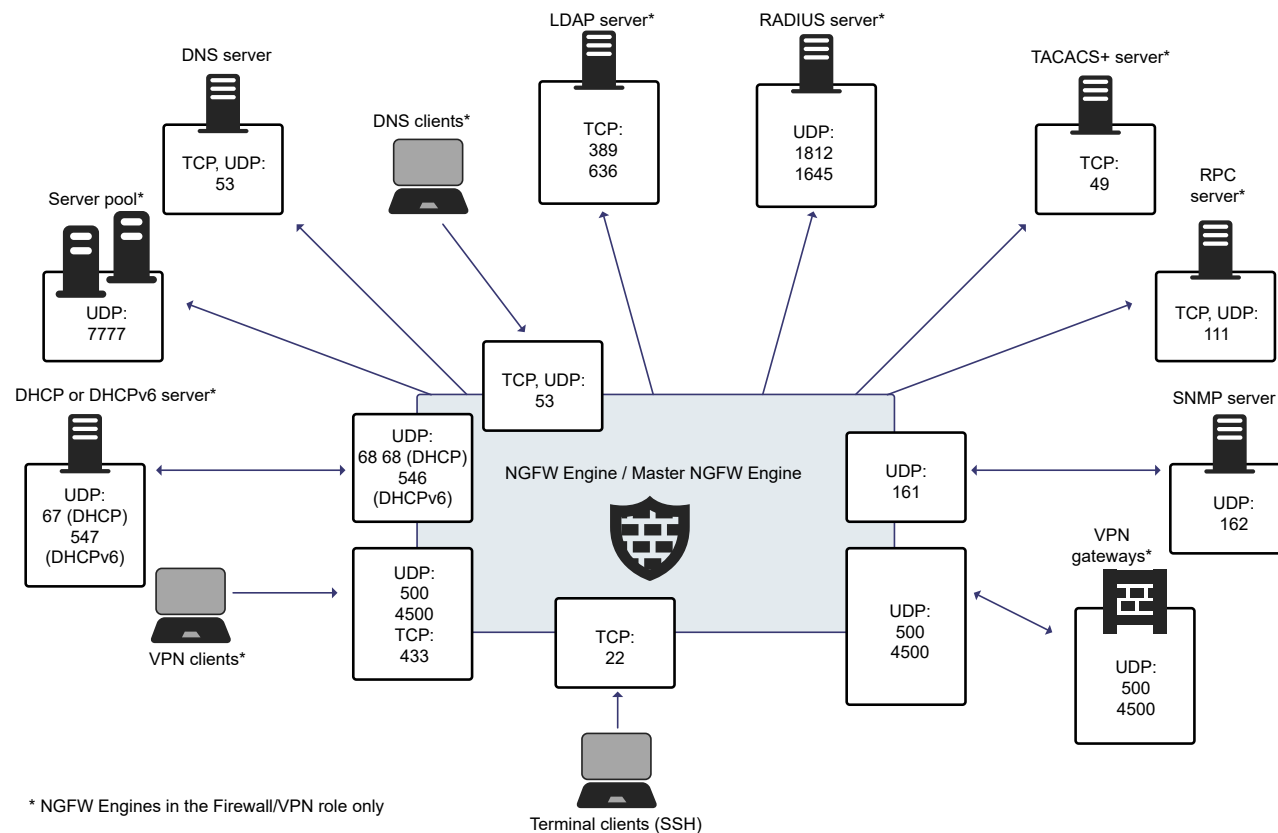 LDAP server*
RADIUS server*
DNS server
TACACS+ server*
DNS clients*
TCP:
389
636
UDP:
1812
1645
TCP, UDP:
53
TCP:
49
RPC
server*
Server pool*
UDP:
7777
TCP, UDP:
111
TCP, UDP:
53
DHCP or DHCPv6 server*
SNMP server
UDP:
68 68 (DHCP)
546
(DHCPv6)
NGFW Engine / Master NGFW Engine
UDP:
161
UDP:
67 (DHCP)
547
(DHCPv6)
UDP:
162
VPN
gateways*
UDP:
500
4500
TCP:
433
UDP:
500
4500
TCP:
22
VPN clients*
UDP:
500
4500
* NGFW Engines in the Firewall/VPN role only
Terminal clients (SSH)